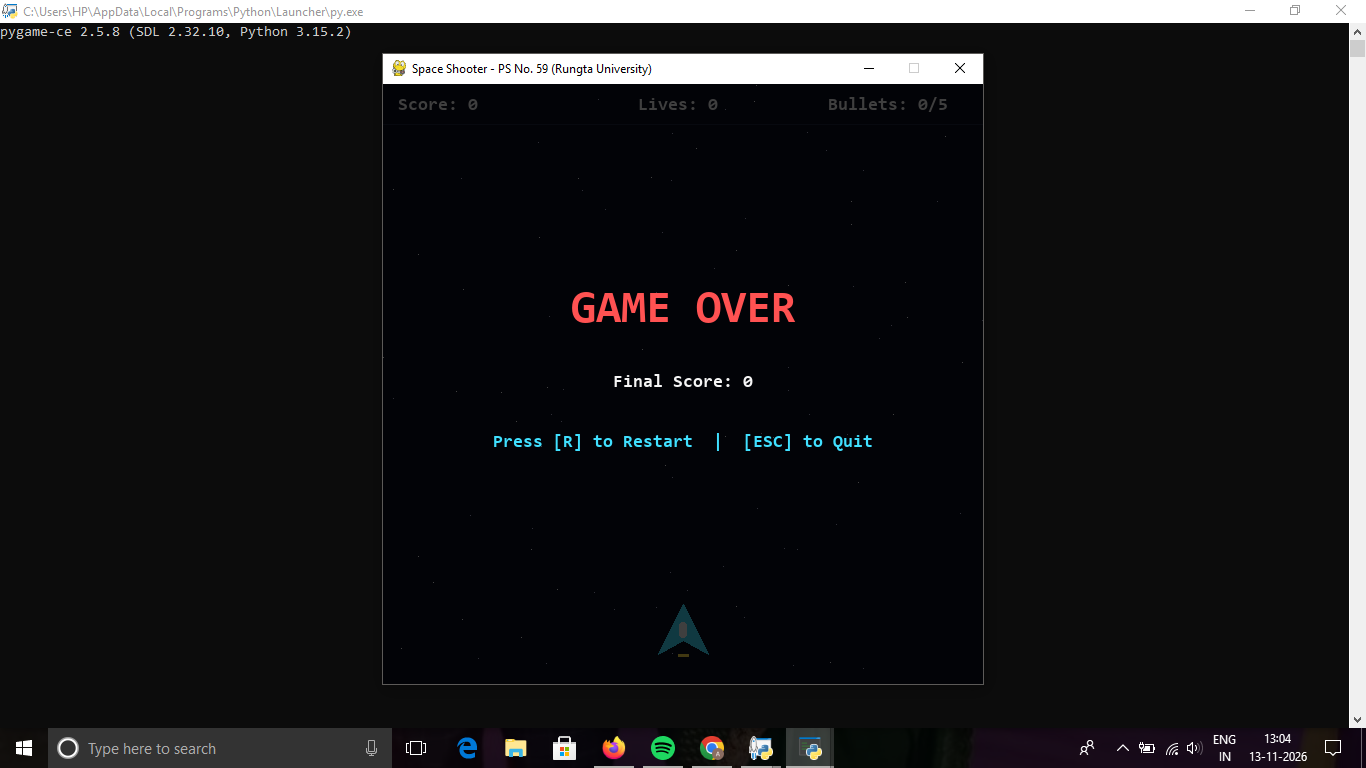 C:\Users\HP\AppData\Local\Programs\Python\Launcher\py.exe
pygame-ce 2.5.8 (SDL 2.32.10, Python 3.15.2)
Space Shooter - PS No. 59 (Rungta University)
Score: 0 Lives: 0 Bullets: 0/5
GAME OVER
Final Score: 0
Press [R] to Restart | [ESC] to Quit
Type here to search
ENG
IN
13:04
13-11-2026